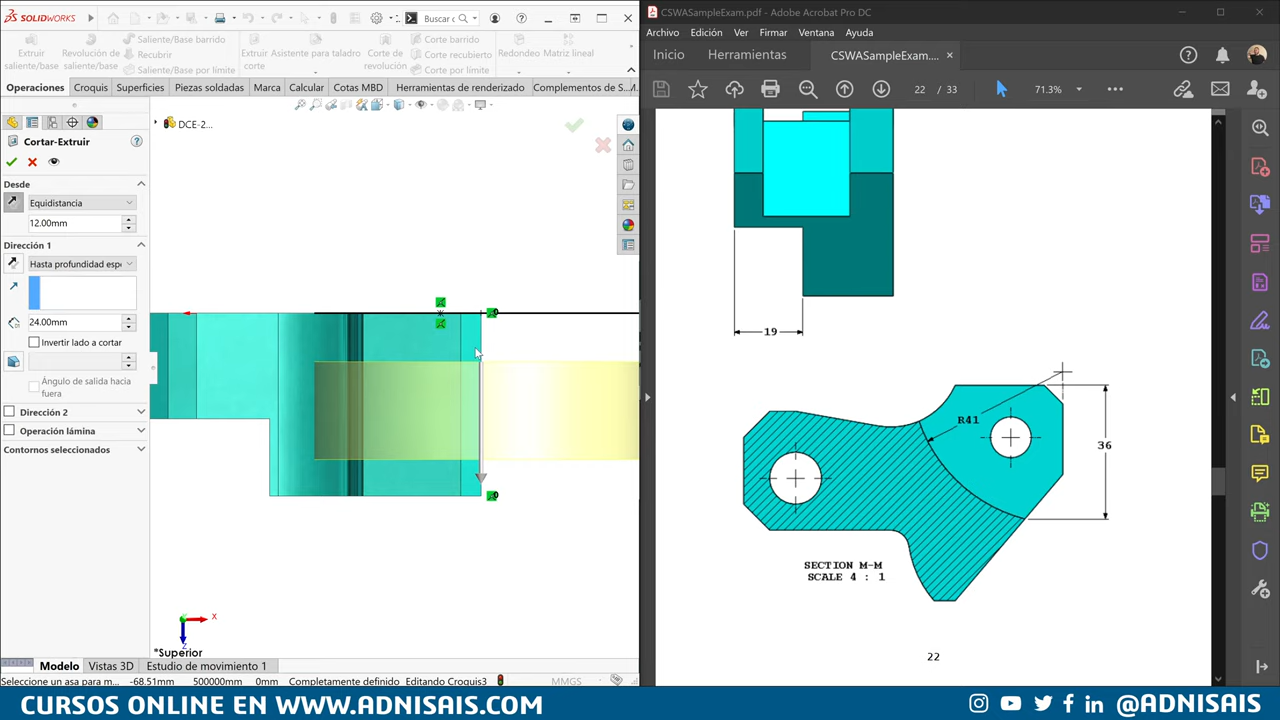 SOLIDWORKS
Buscar c
CSWASampleExam.pdf - Adobe Acrobat Pro DC
Archivo Edición Ver Firmar Ventana Ayuda
Extruir saliente/base
Revolución de saliente/base
Saliente/Base barrido
Recubrir
Saliente/Base por límite
Extruir corte
Asistente para taladro
Corte de revolución
Corte barrido
Corte recubierto
Corte por límite
Redondeo
Matriz lineal
Inicio Herramientas CSWASampleExam.... ×
Operaciones Croquis Superficies Piezas soldadas Marca Calcular Cotas MBD Herramientas de renderizado Complementos de S...
22 / 33 71.3%
DCE-2...
Cortar-Extruir
Desde
Equidistancia
12.00mm
Dirección 1
Hasta profundidad espe
24.00mm
Invertir lado a cortar
Ángulo de salida hacia
fuera
Dirección 2
Operación lámina
Contornos seleccionados
19
R41
36
SECTION M-M
SCALE 4 : 1
22
X
Z
*Superior
Modelo Vistas 3D Estudio de movimiento 1
Seleccione un asa para m... -68.51mm 500000mm 0mm Completamente definido Editando Croquis3 MMGS
CURSOS ONLINE EN WWW.ADNISAIS.COM
@ADNISAIS